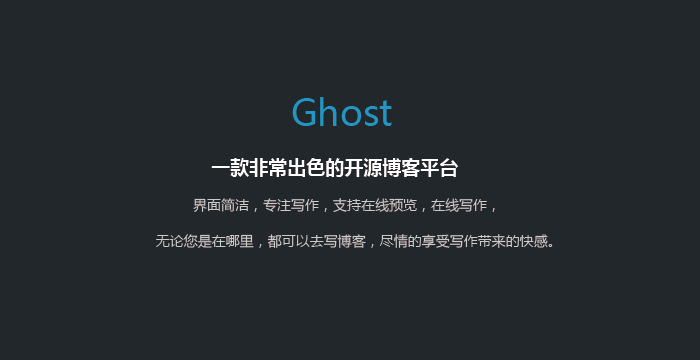 Ghost
一款非常出色的开源博客平台
界面简洁，专注写作，支持在线预览，在线写作，
无论您是在哪里，都可以去写博客，尽情的享受写作带来的快感。